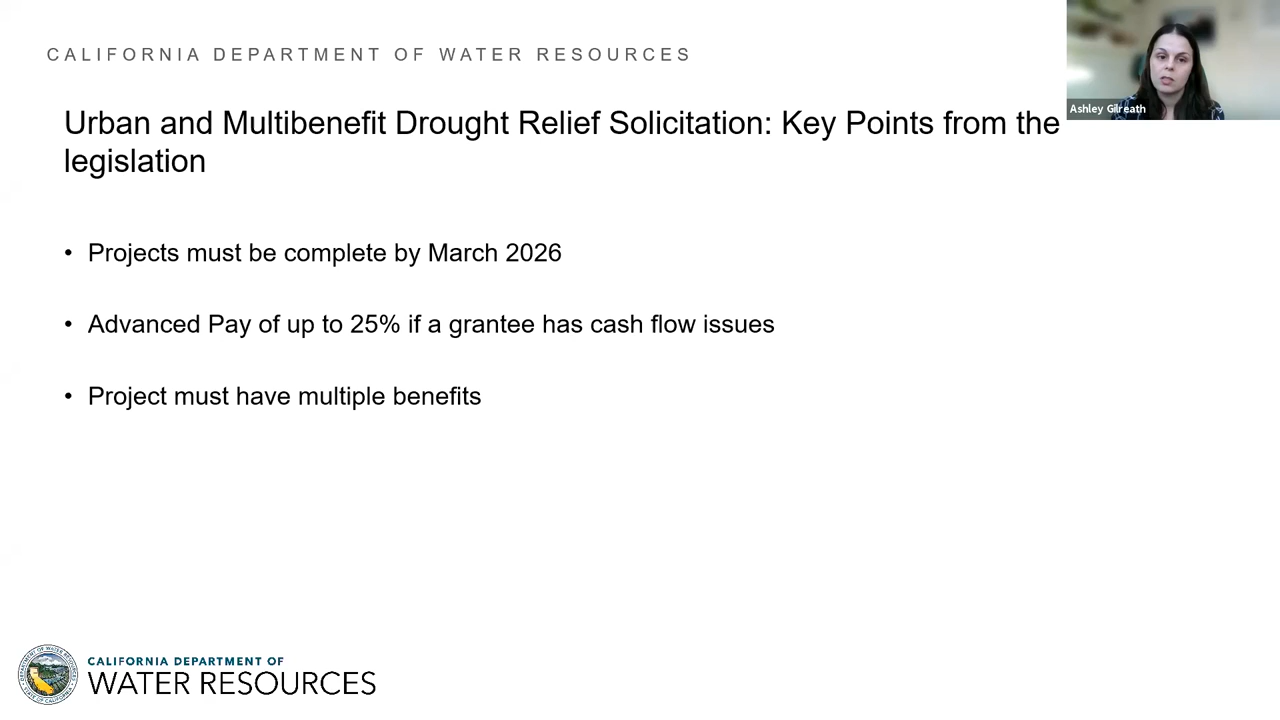 CALIFORNIA DEPARTMENT OF WATER RESOURCES
Ashley Gilreath
Urban and Multibenefit Drought Relief Solicitation: Key Points from the
legislation
• Projects must be complete by March 2026
• Advanced Pay of up to 25% if a grantee has cash flow issues
• Project must have multiple benefits
CALIFORNIA DEPARTMENT OF
WATER RESOURCES